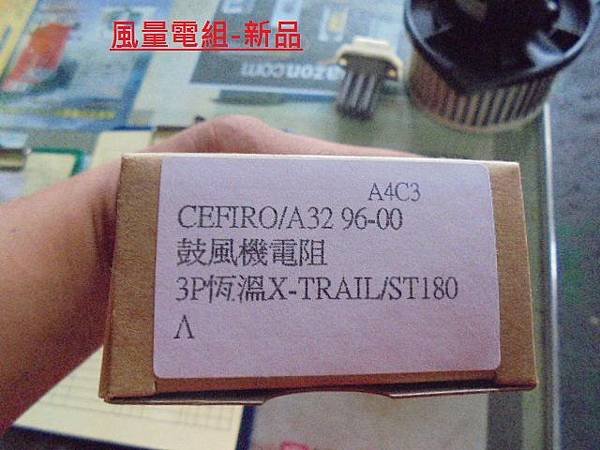 風量電組-新品
azon.com
A4C3
CEFIRO/A32 96-00
鼓風機電阻
3P恆溫X-TRAIL/ST180
Λ